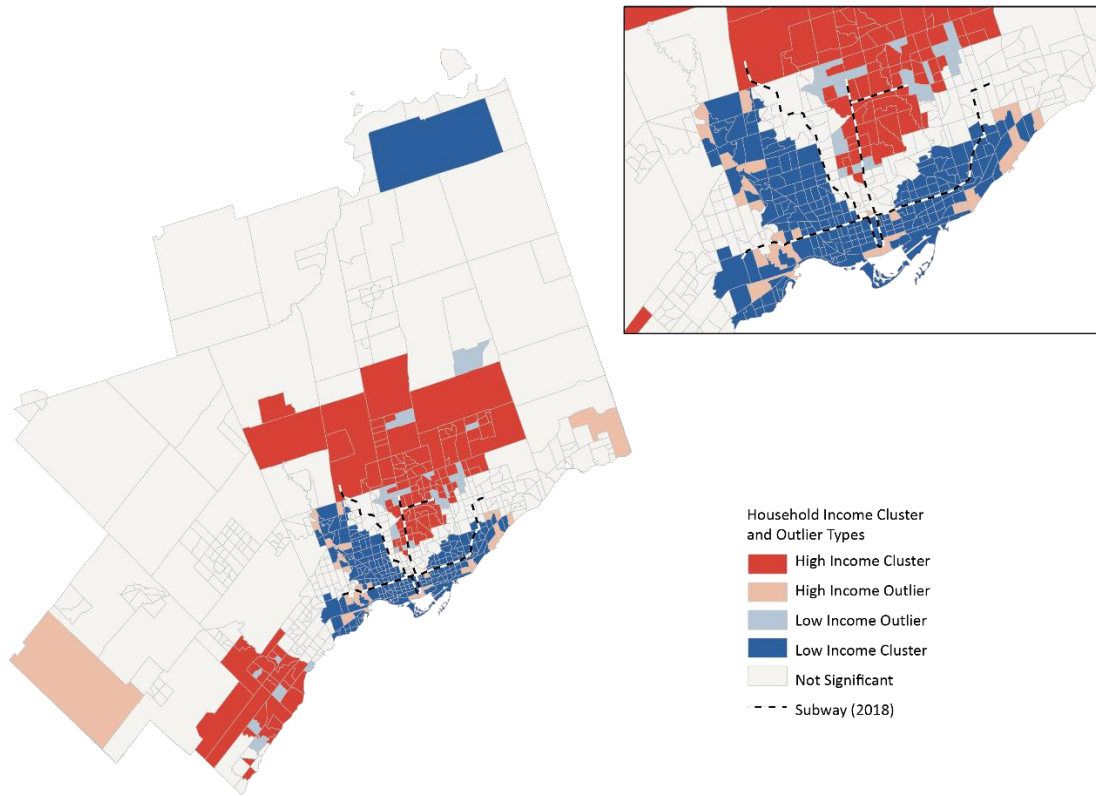 Household Income Cluster
and Outlier Types
High Income Cluster
High Income Outlier
Low Income Outlier
Low Income Cluster
Not Significant
Subway (2018)